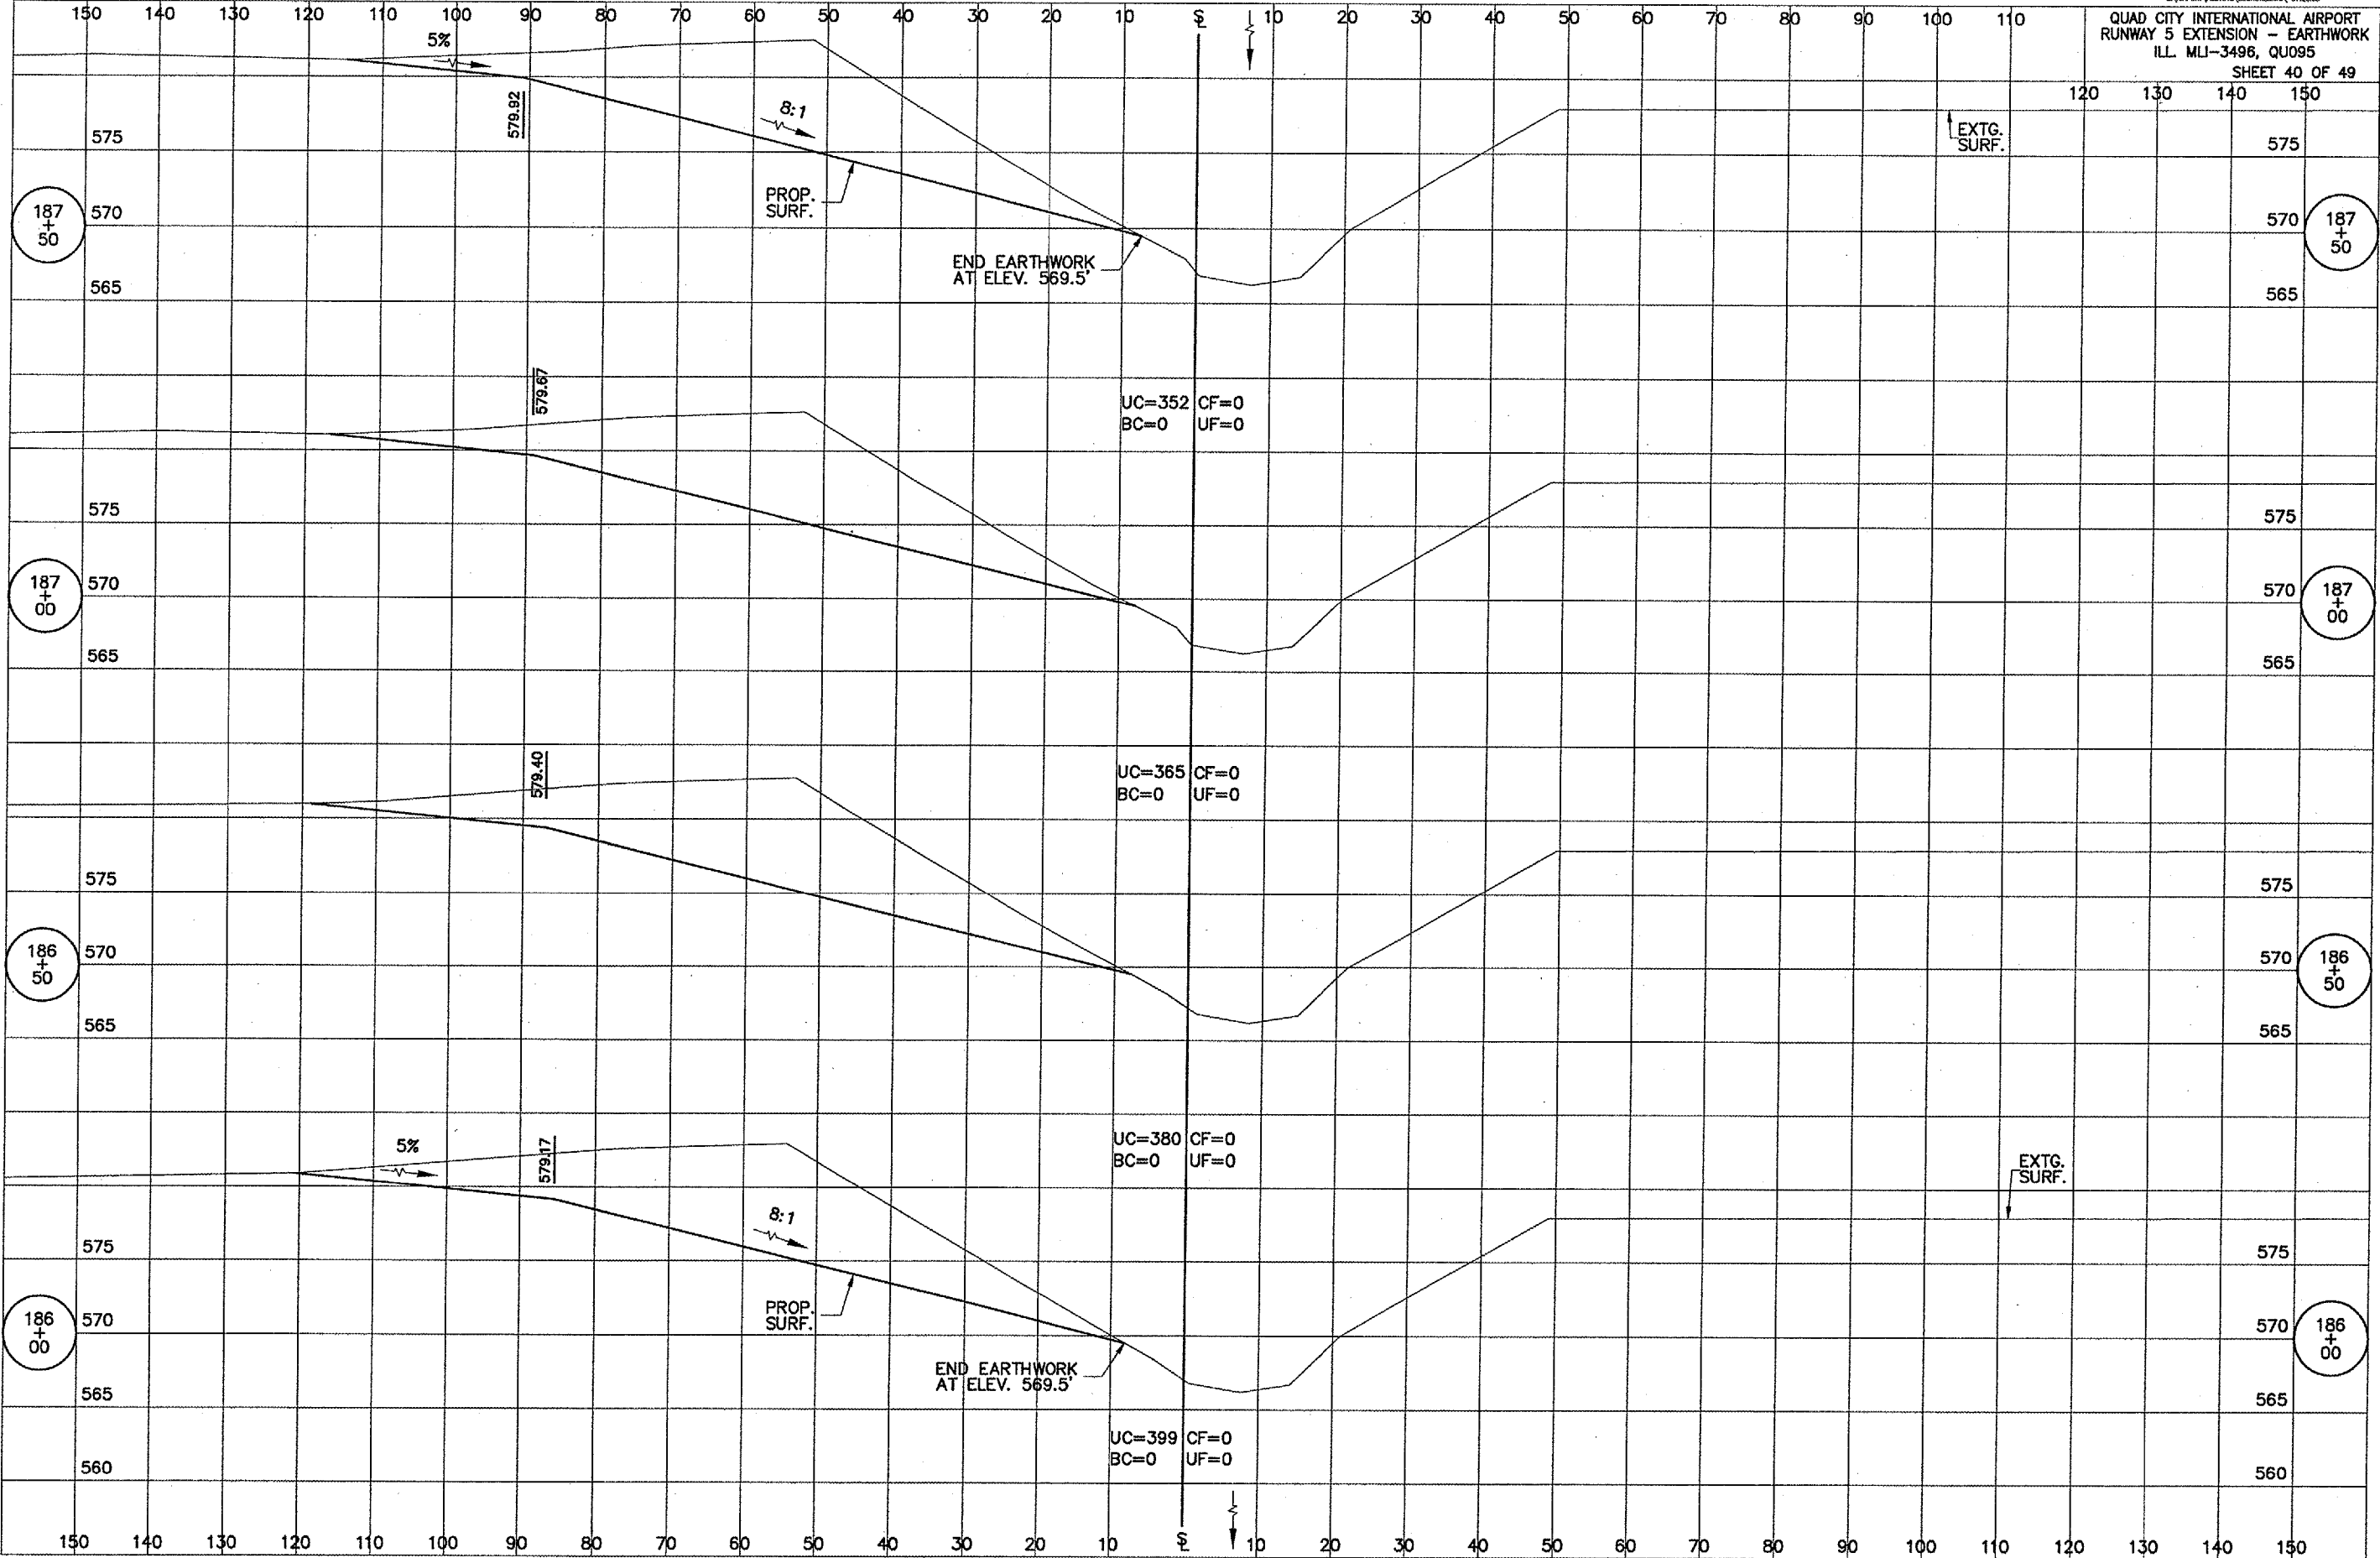 150 140 130 120 110 100 90 80 70 60 50 40 30 20 10 ℄ 10 20 30 40 50 60 70 80 90 100 110
QUAD CITY INTERNATIONAL AIRPORT
RUNWAY 5 EXTENSION – EARTHWORK
ILL. MLI–3496, QU095
SHEET 40 OF 49
120 130 140 150
5%
579.92
8:1
EXTG.
SURF.
575 575
PROP.
SURF.
187
+
50
570 570
187
+
50
END EARTHWORK
AT ELEV. 569.5'
565 565
579.67
UC=352 CF=0
BC=0 UF=0
575 575
187
+
00
570 570
187
+
00
565 565
579.40
UC=365 CF=0
BC=0 UF=0
575 575
186
+
50
570 570
186
+
50
565 565
5%
579.17
UC=380 CF=0
BC=0 UF=0
EXTG.
SURF.
8:1
575 575
PROP.
SURF.
186
+
00
570 570
186
+
00
END EARTHWORK
AT ELEV. 569.5'
565 565
UC=399 CF=0
BC=0 UF=0
560 560
150 140 130 120 110 100 90 80 70 60 50 40 30 20 10 ℄ 10 20 30 40 50 60 70 80 90 100 110 120 130 140 150